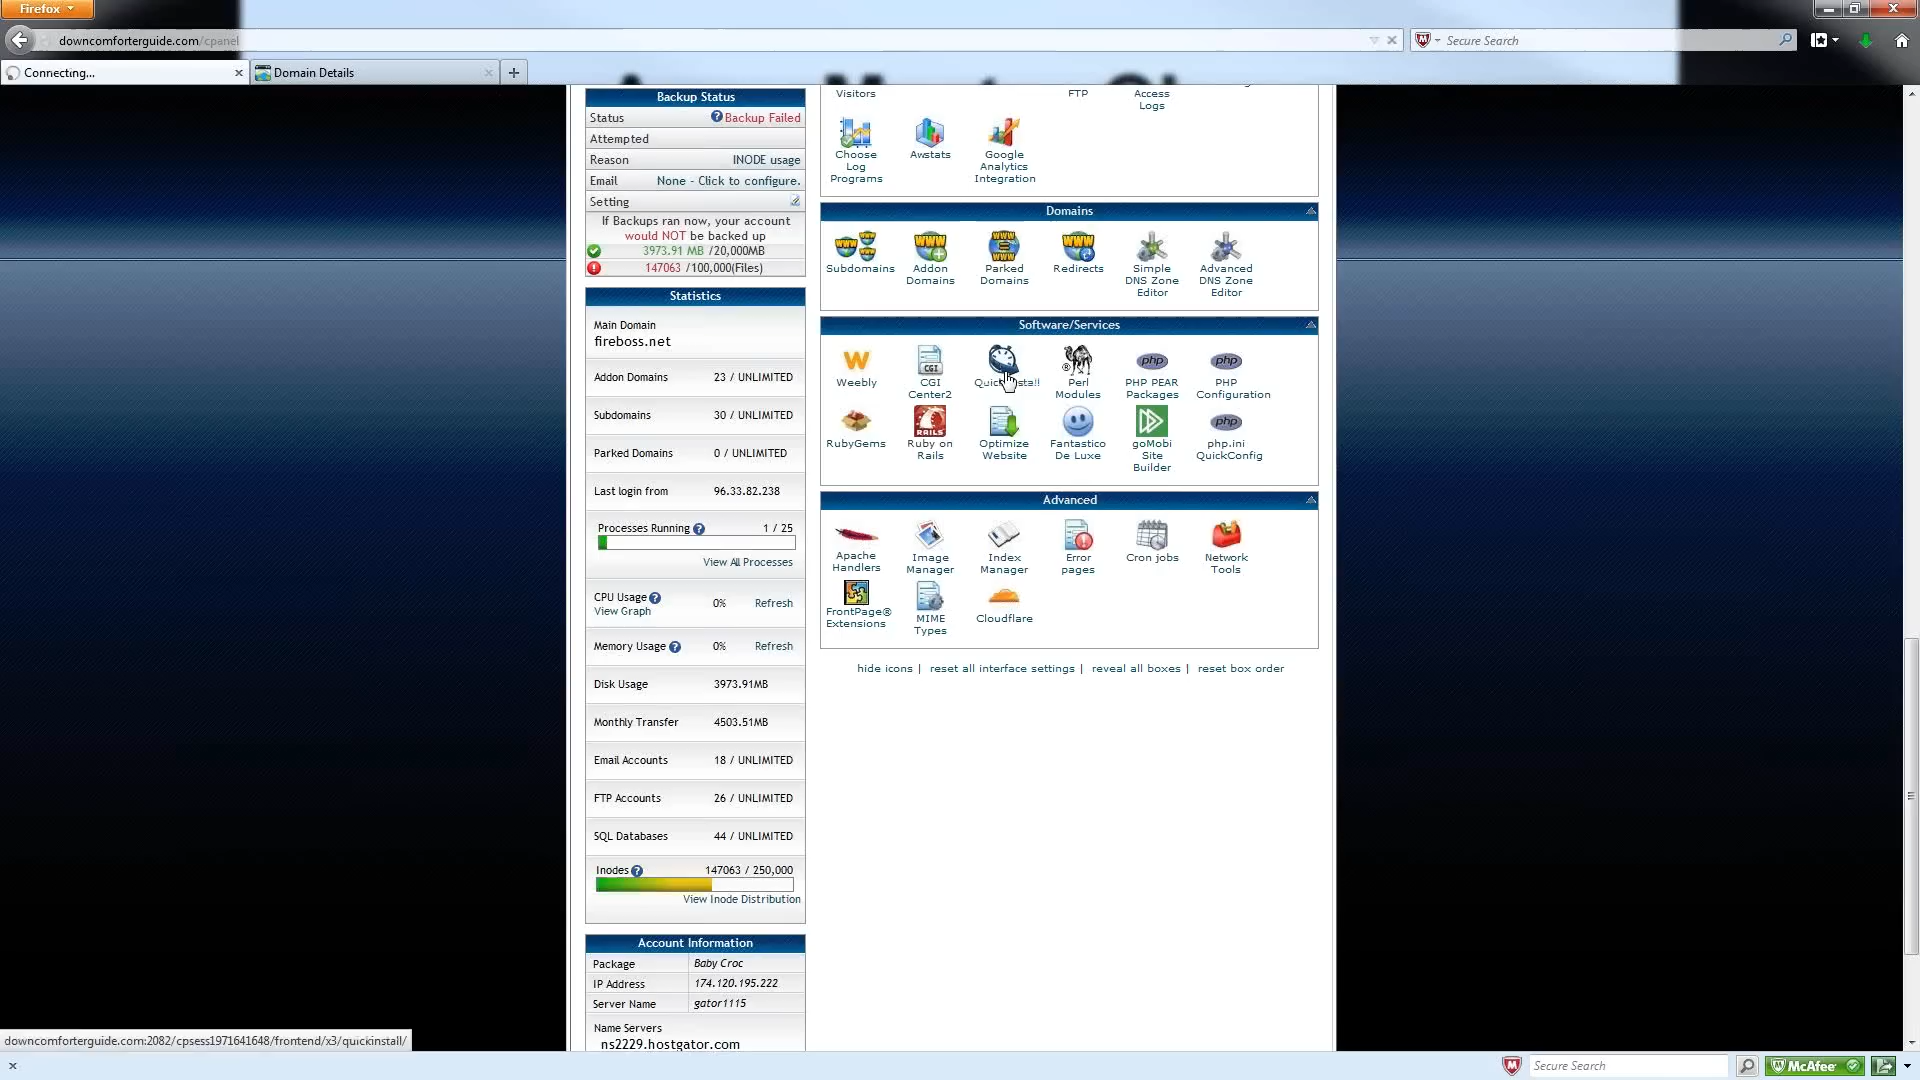 Firefox
downcomforterguide.com/cpanel
Secure Search
Connecting...
Domain Details
Backup Status
Status Backup Failed
Attempted
Reason INODE usage
Email None - Click to configure.
Setting
If Backups ran now, your account
would NOT be backed up
3973.91 MB /20,000MB
147063 /100,000(Files)
Statistics
Main Domain
fireboss.net
Addon Domains 23 / UNLIMITED
Subdomains 30 / UNLIMITED
Parked Domains 0 / UNLIMITED
Last login from 96.33.82.238
Processes Running 1 / 25
View All Processes
CPU Usage 0% Refresh
View Graph
Memory Usage 0% Refresh
Disk Usage 3973.91MB
Monthly Transfer 4503.51MB
Email Accounts 18 / UNLIMITED
FTP Accounts 26 / UNLIMITED
SQL Databases 44 / UNLIMITED
Inodes 147063 / 250,000
View Inode Distribution
Account Information
Package Baby Croc
IP Address 174.120.195.222
Server Name gator1115
Name Servers
ns2229.hostgator.com
Visitors
FTP
Access
Logs
Choose
Log
Programs
Awstats
Google
Analytics
Integration
Domains
Subdomains
Addon
Domains
Parked
Domains
Redirects
Simple
DNS Zone
Editor
Advanced
DNS Zone
Editor
Software/Services
Weebly
CGI
Center2
Perl
Modules
PHP PEAR
Packages
PHP
Configuration
RubyGems
Ruby on
Rails
Optimize
Website
Fantastico
De Luxe
goMobi
Site
Builder
php.ini
QuickConfig
Advanced
Apache
Handlers
Image
Manager
Index
Manager
Error
pages
Cron jobs
Network
Tools
FrontPage®
Extensions
MIME
Types
Cloudflare
hide icons | reset all interface settings | reveal all boxes | reset box order
downcomforterguide.com:2082/cpsess1971641648/frontend/x3/quickinstall/
Secure Search
McAfee